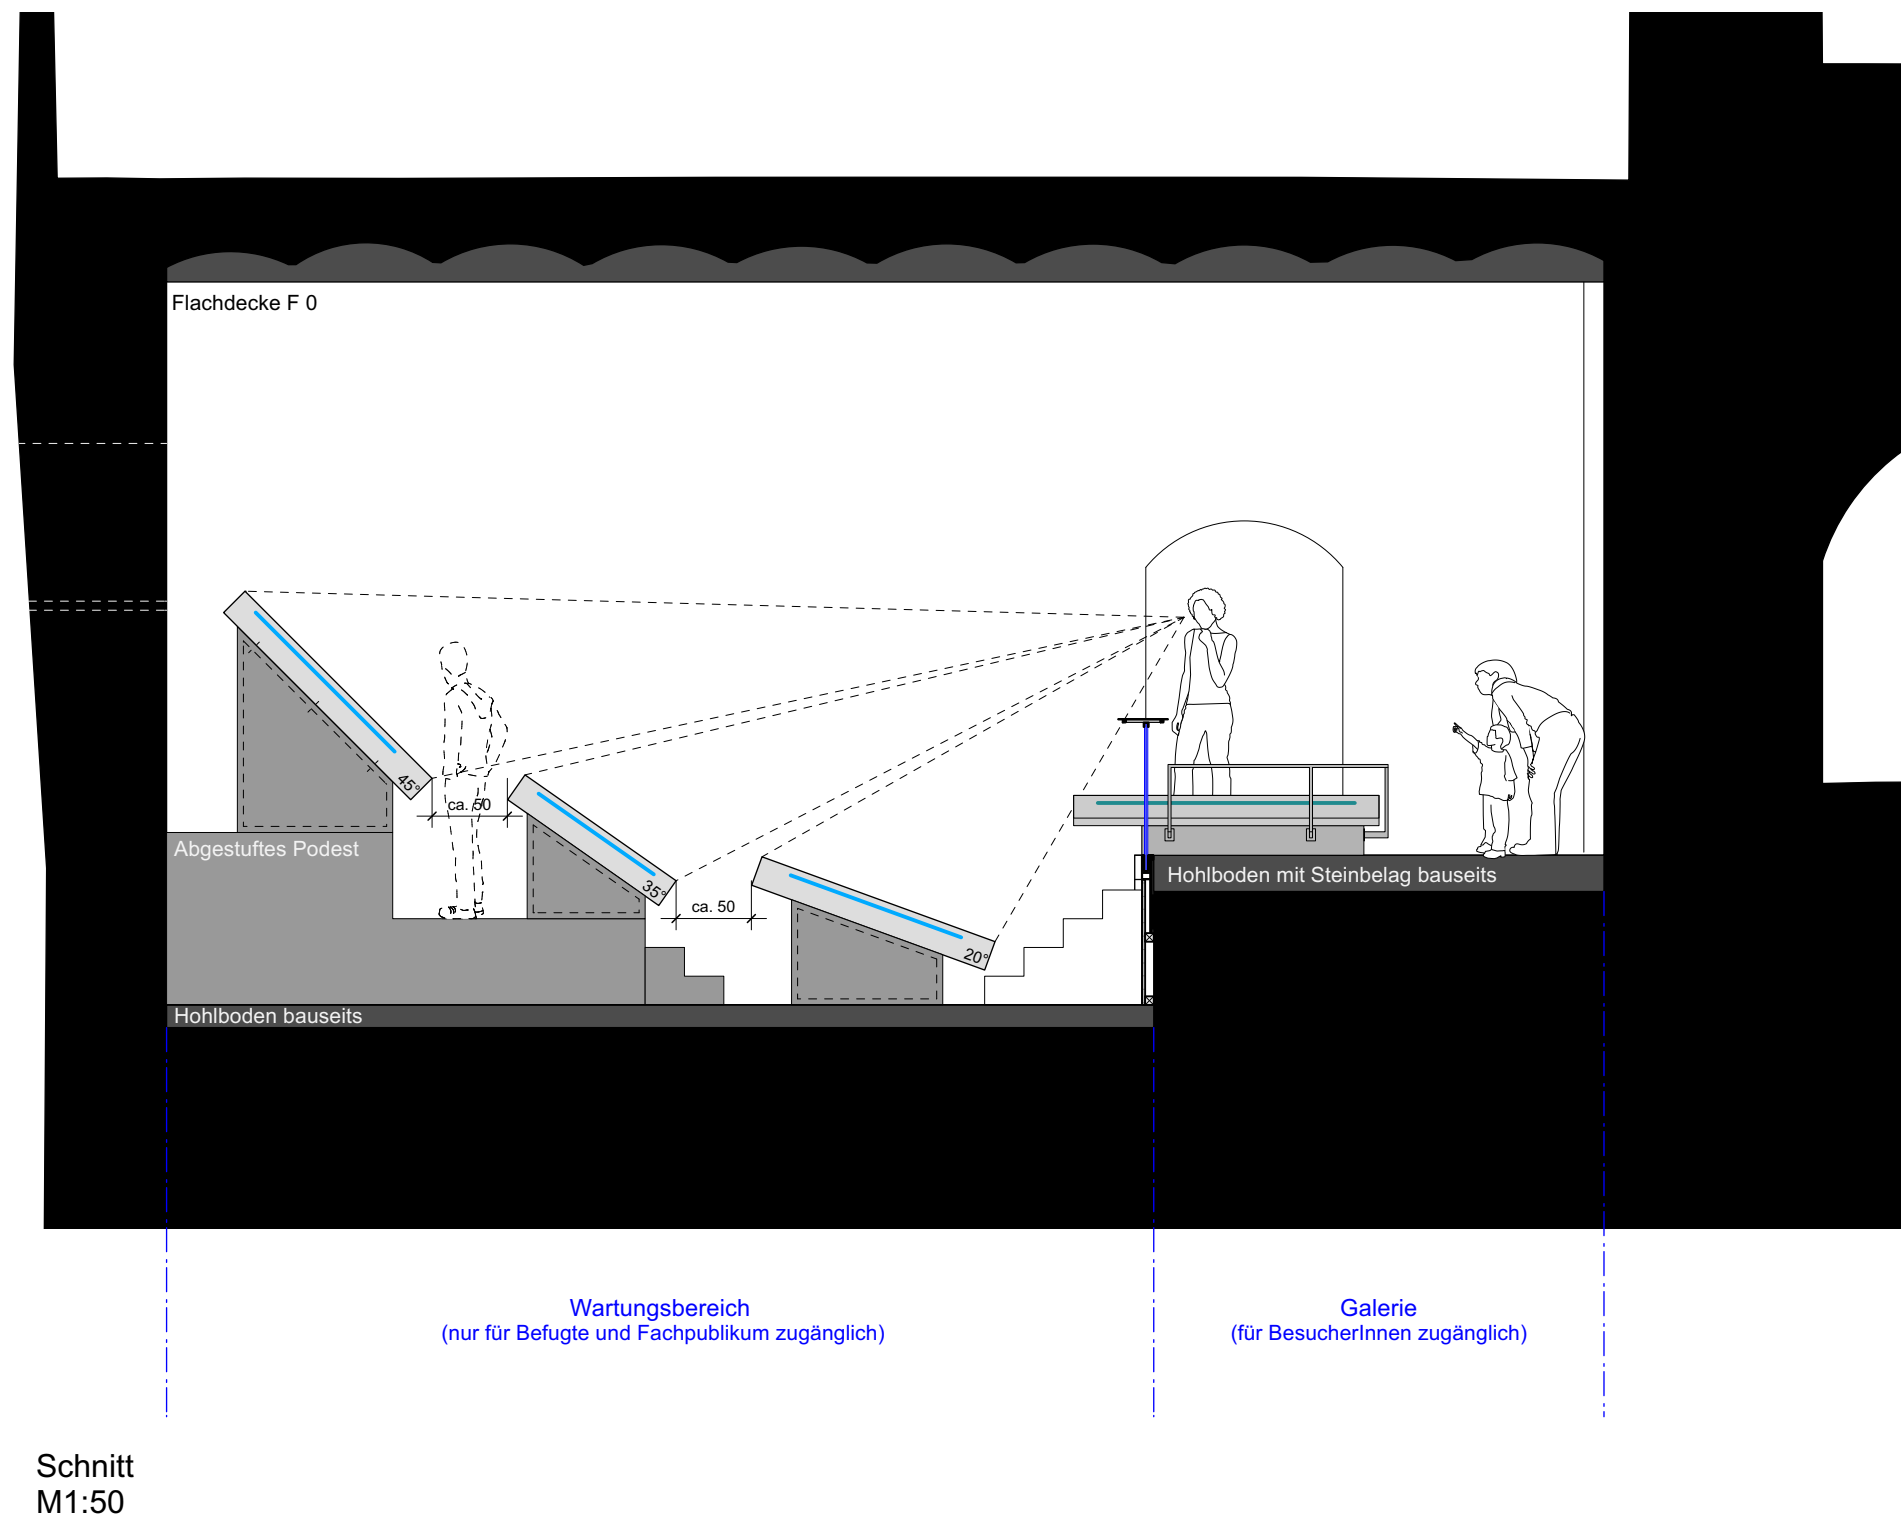 Flachdecke F 0
45°
ca. 50
Abgestuftes Podest
35°
ca. 50
20°
Hohlboden mit Steinbelag bauseits
Hohlboden bauseits
Wartungsbereich
(nur für Befugte und Fachpublikum zugänglich)
Galerie
(für BesucherInnen zugänglich)
Schnitt
M1:50